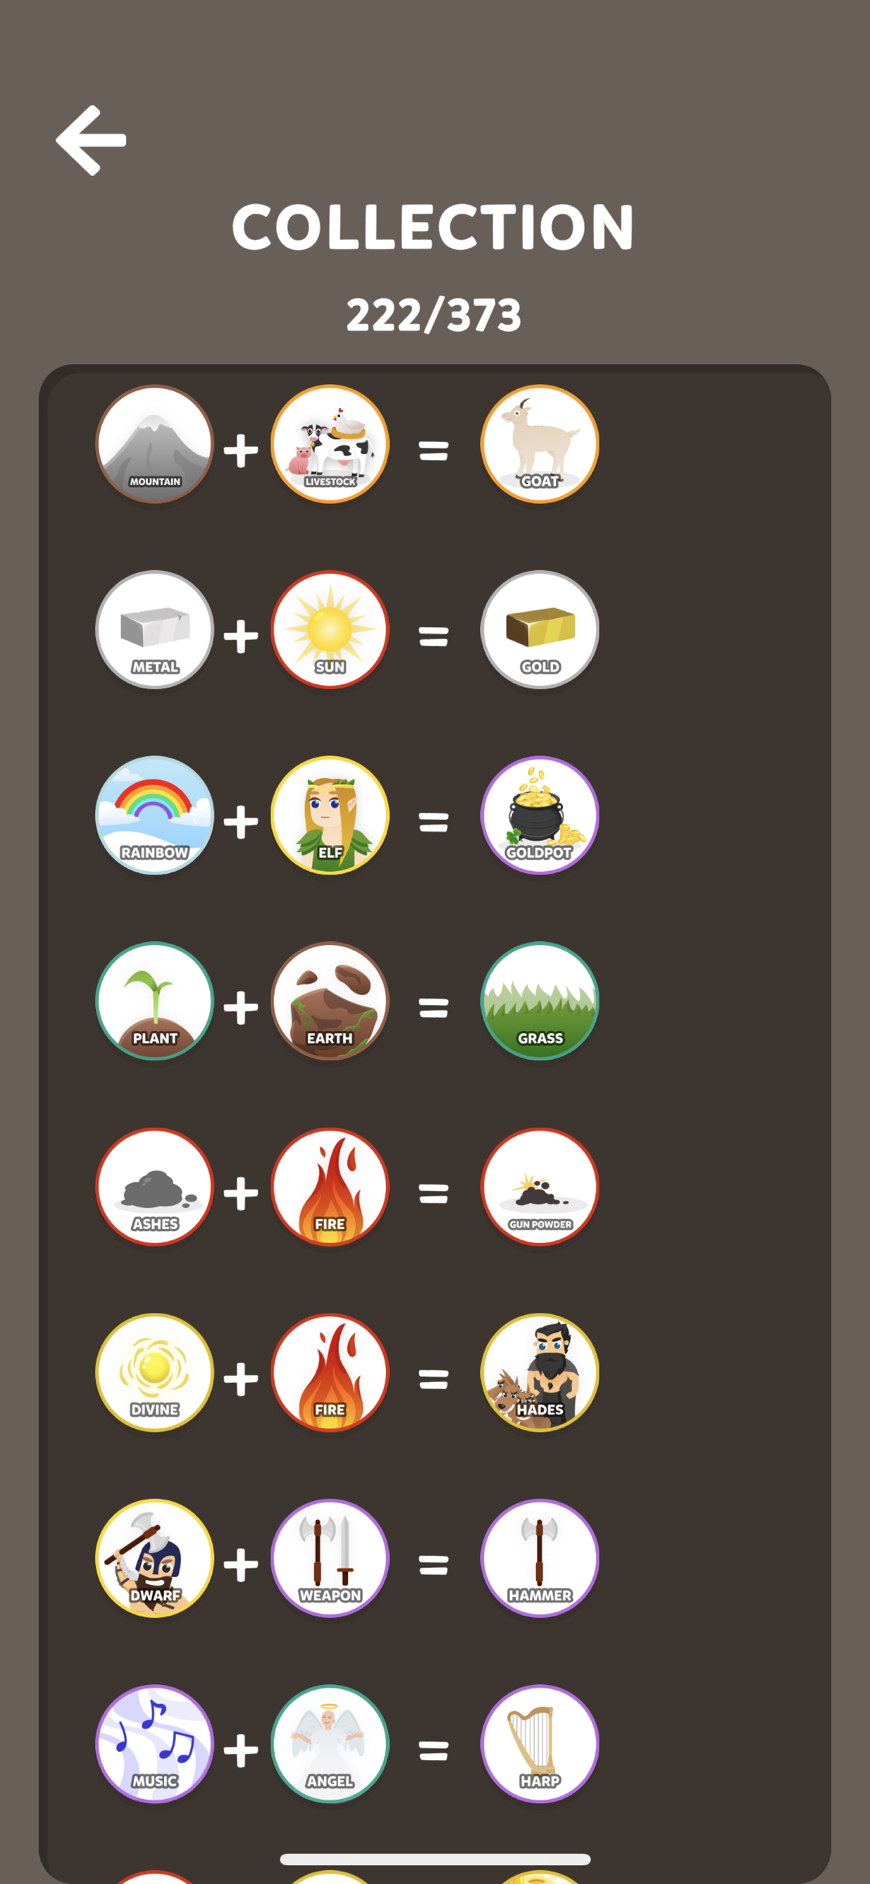 COLLECTION
222/373
MOUNTAIN + LIVESTOCK = GOAT
METAL + SUN = GOLD
RAINBOW + ELF = GOLDPOT
PLANT + EARTH = GRASS
ASHES + FIRE = GUN POWDER
DIVINE + FIRE = HADES
DWARF + WEAPON = HAMMER
MUSIC + ANGEL = HARP